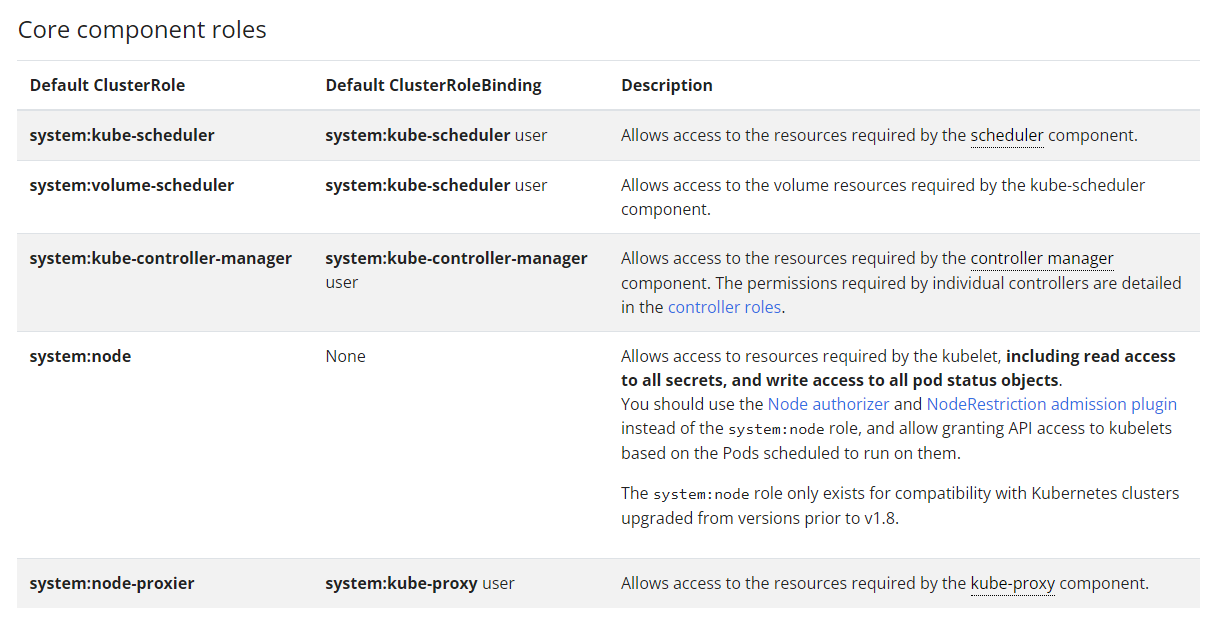 Core component roles
Default ClusterRole Default ClusterRoleBinding Description
system:kube-scheduler system:kube-scheduler user Allows access to the resources required by the scheduler component.
system:volume-scheduler system:kube-scheduler user Allows access to the volume resources required by the kube-scheduler
component.
system:kube-controller-manager system:kube-controller-manager Allows access to the resources required by the controller manager
user component. The permissions required by individual controllers are detailed
in the controller roles.
system:node None Allows access to resources required by the kubelet, including read access
to all secrets, and write access to all pod status objects.
You should use the Node authorizer and NodeRestriction admission plugin
instead of the system:node role, and allow granting API access to kubelets
based on the Pods scheduled to run on them.
The system:node role only exists for compatibility with Kubernetes clusters
upgraded from versions prior to v1.8.
system:node-proxier system:kube-proxy user Allows access to the resources required by the kube-proxy component.